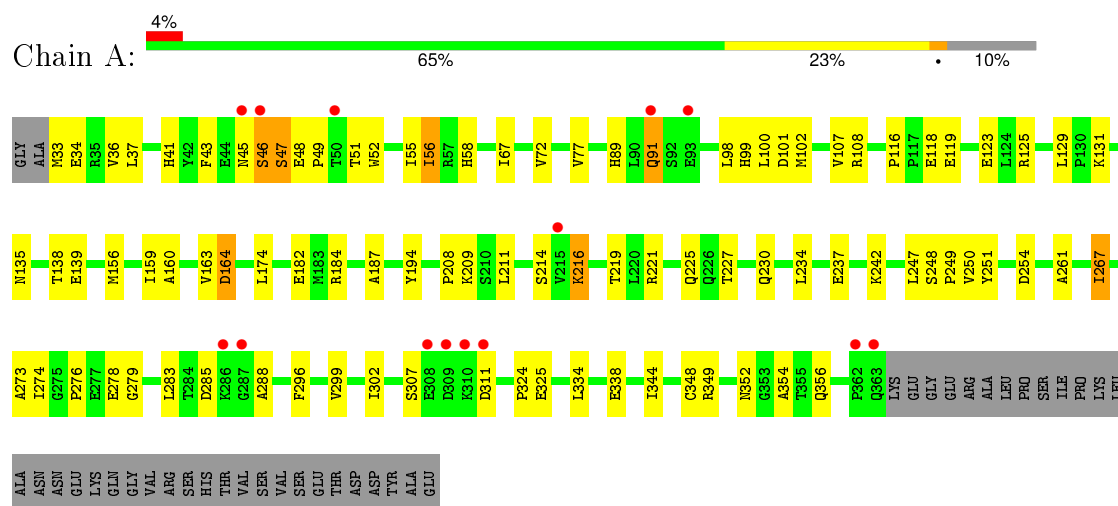 4%
Chain A:
65% 23% • 10%
GLY ALA M33 E34 R35 V36 L37 H41 Y42 F43 E44 N45 S46 S47 E48 P49 T50 T51 W52 I55 I56 R57 H58 I67 V72 V77 H89 L90 Q91 S92 E93 L98 H99 L100 D101 M102 V107 R108 P116 P117 E118 E119 E123 L124 R125 L129 P130 K131
N135 T138 E139 M156 I159 A160 V163 D164 L174 E182 M183 R184 A187 Y194 P208 K209 S210 L211 S214 V215 K216 T219 L220 R221 Q225 Q226 T227 Q230 L234 E237 K242 L247 S248 P249 V250 Y251 D254 A261 I267
A273 I274 G275 P276 E277 E278 G279 L283 T284 D285 K286 G287 A288 F296 V299 I302 S307 E308 D309 K310 D311 P324 E325 L334 E338 I344 C348 R349 N352 G353 A354 T355 Q356 P362 Q363 LYS GLU GLY GLU ARG ALA LEU PRO SER ILE PRO LYS LEU
ALA ASN ASN GLU LYS GLN GLY VAL ARG SER HIS THR VAL SER VAL SER GLU THR ASP ASP TYR ALA GLU